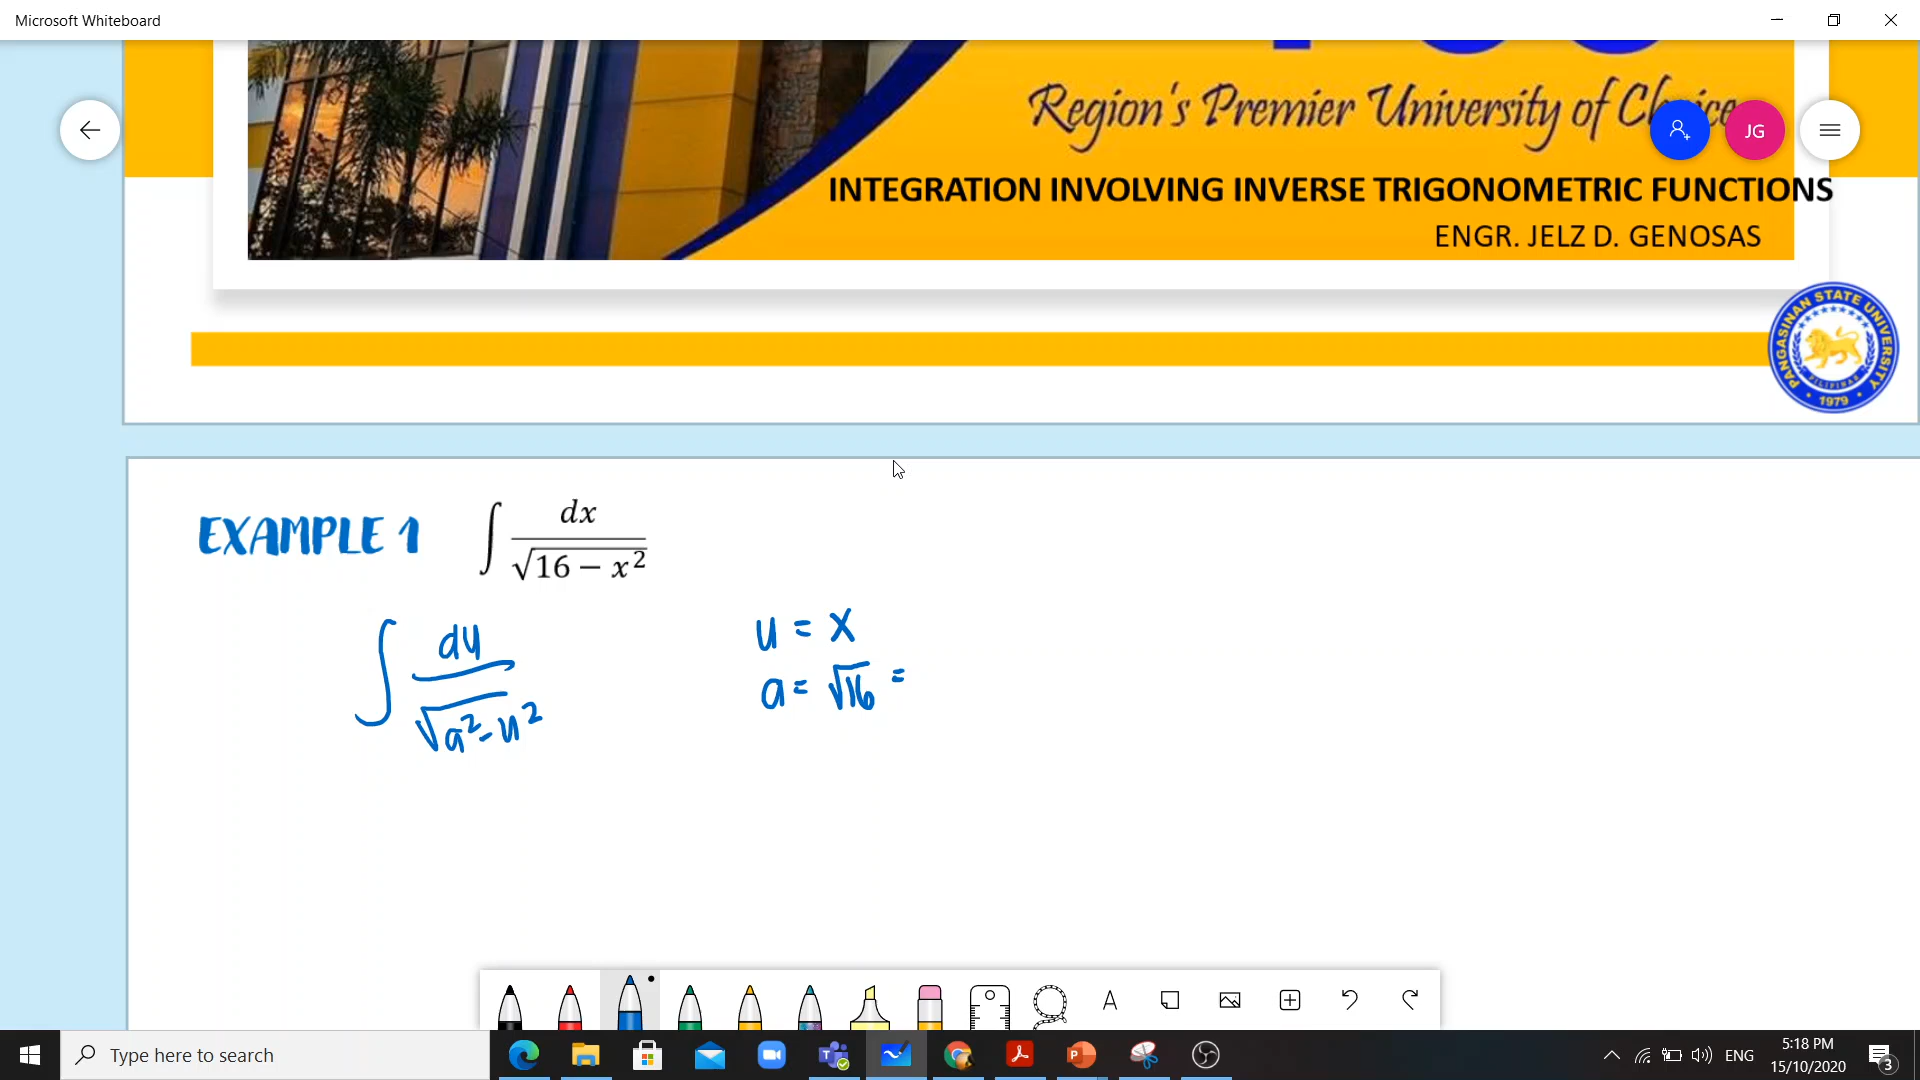 Microsoft Whiteboard
Region's Premier University of Choice
JG
INTEGRATION INVOLVING INVERSE TRIGONOMETRIC FUNCTIONS
ENGR. JELZ D. GENOSAS
PANGASINAN STATE UNIVERSITY
PILIPINAS
1979
EXAMPLE 1 ∫ dx / √(16 − x²)
∫ du / √(a² - u²)
u = x
a = √16 =
A
Type here to search
ENG
5:18 PM
15/10/2020
3